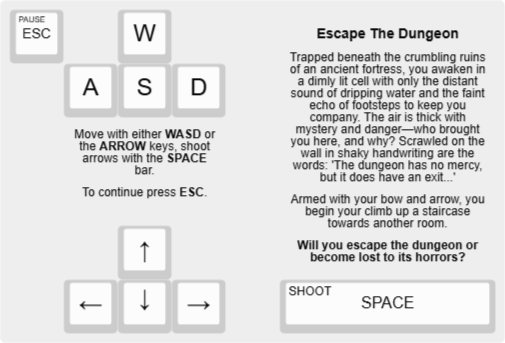 PAUSE
ESC
W
A S D
Move with either WASD or
the ARROW keys, shoot
arrows with the SPACE
bar.
To continue press ESC.
↑
← ↓ →
Escape The Dungeon
Trapped beneath the crumbling ruins
of an ancient fortress, you awaken in
a dimly lit cell with only the distant
sound of dripping water and the faint
echo of footsteps to keep you
company. The air is thick with
mystery and danger—who brought
you here, and why? Scrawled on the
wall in shaky handwriting are the
words: 'The dungeon has no mercy,
but it does have an exit...'
Armed with your bow and arrow, you
begin your climb up a staircase
towards another room.
Will you escape the dungeon or
become lost to its horrors?
SHOOT
SPACE